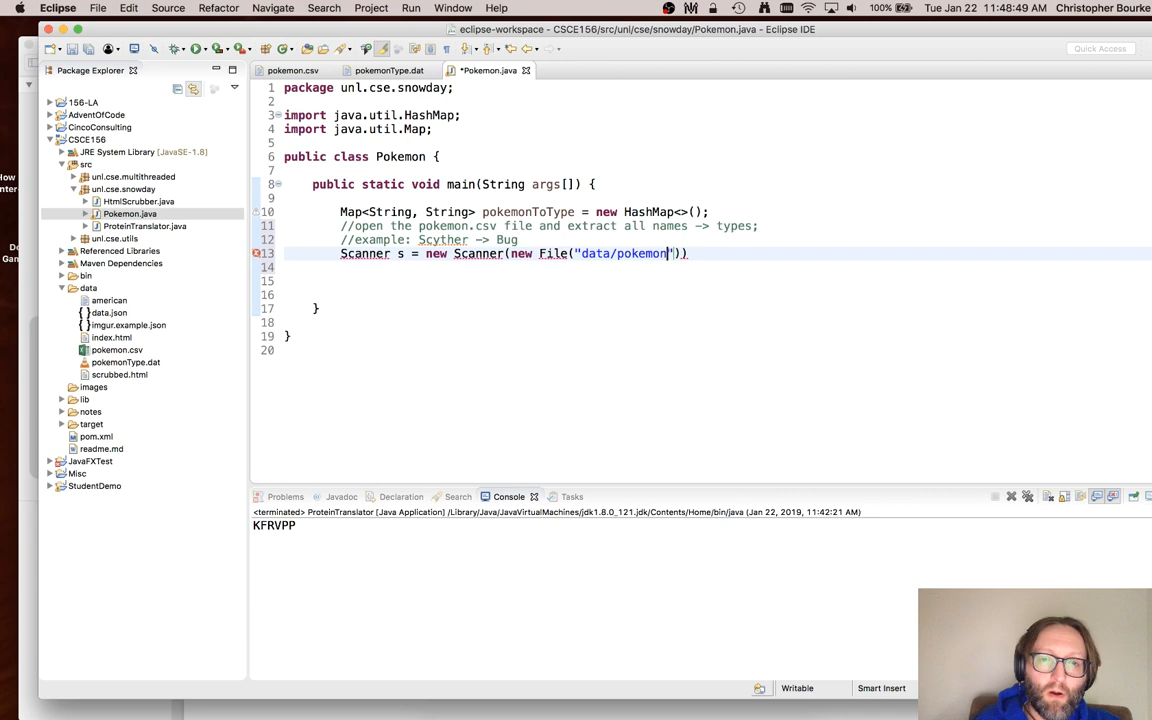 Eclipse File Edit Source Refactor Navigate Search Project Run Window Help 100% Tue Jan 22 11:48:49 AM Christopher Bourke
eclipse-workspace - CSCE156/src/unl/cse/snowday/Pokemon.java - Eclipse IDE
Quick Access
Package Explorer
pokemon.csv pokemonType.dat *Pokemon.java
156-LA
AdventOfCode
CincoConsulting
CSCE156
JRE System Library [JavaSE-1.8]
src
unl.cse.multithreaded
unl.cse.snowday
HtmlScrubber.java
Pokemon.java
ProteinTranslator.java
unl.cse.utils
Referenced Libraries
Maven Dependencies
bin
data
american
data.json
imgur.example.json
index.html
pokemon.csv
pokemonType.dat
scrubbed.html
images
lib
notes
target
pom.xml
readme.md
JavaFXTest
Misc
StudentDemo
1 package unl.cse.snowday;
2
3 import java.util.HashMap;
4 import java.util.Map;
5
6 public class Pokemon {
7
8 public static void main(String args[]) {
9
10 Map<String, String> pokemonToType = new HashMap<>();
11 //open the pokemon.csv file and extract all names -> types;
12 //example: Scyther -> Bug
13 Scanner s = new Scanner(new File("data/pokemon"))
14
15
16
17 }
18
19 }
20
Problems Javadoc Declaration Search Console Tasks
<terminated> ProteinTranslator [Java Application] /Library/Java/JavaVirtualMachines/jdk1.8.0_121.jdk/Contents/Home/bin/java (Jan 22, 2019, 11:42:21 AM)
KFRVPP
Writable Smart Insert